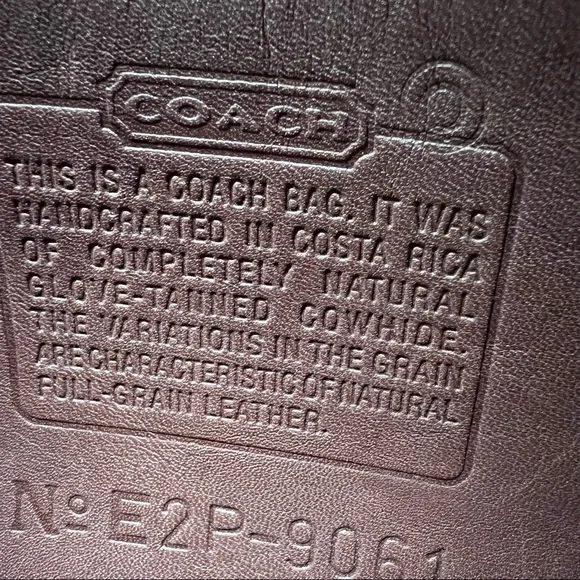 COACH
THIS IS A COACH BAG. IT WAS
HANDCRAFTED IN COSTA RICA
OF COMPLETELY NATURAL
GLOVE-TANNED COWHIDE.
THE VARIATIONS IN THE GRAIN
ARE CHARACTERISTIC OF NATURAL
FULL-GRAIN LEATHER.
No E2P-9061